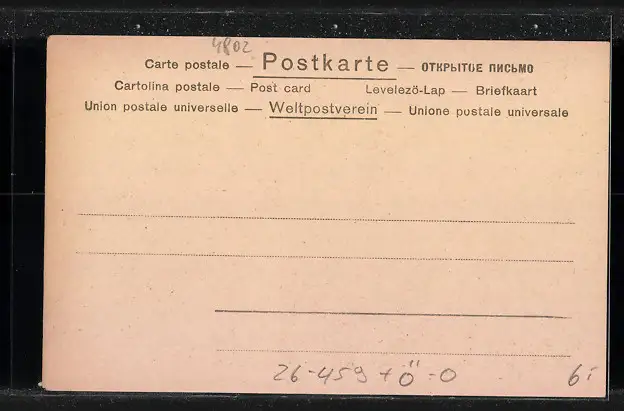 4802
Carte postale — Postkarte — ОТКРЫТОЕ ПИСЬМО
Cartolina postale — Post card Levelezö-Lap — Briefkaart
Union postale universelle — Weltpostverein — Unione postale universale
26-459 + Ö-0 6,-